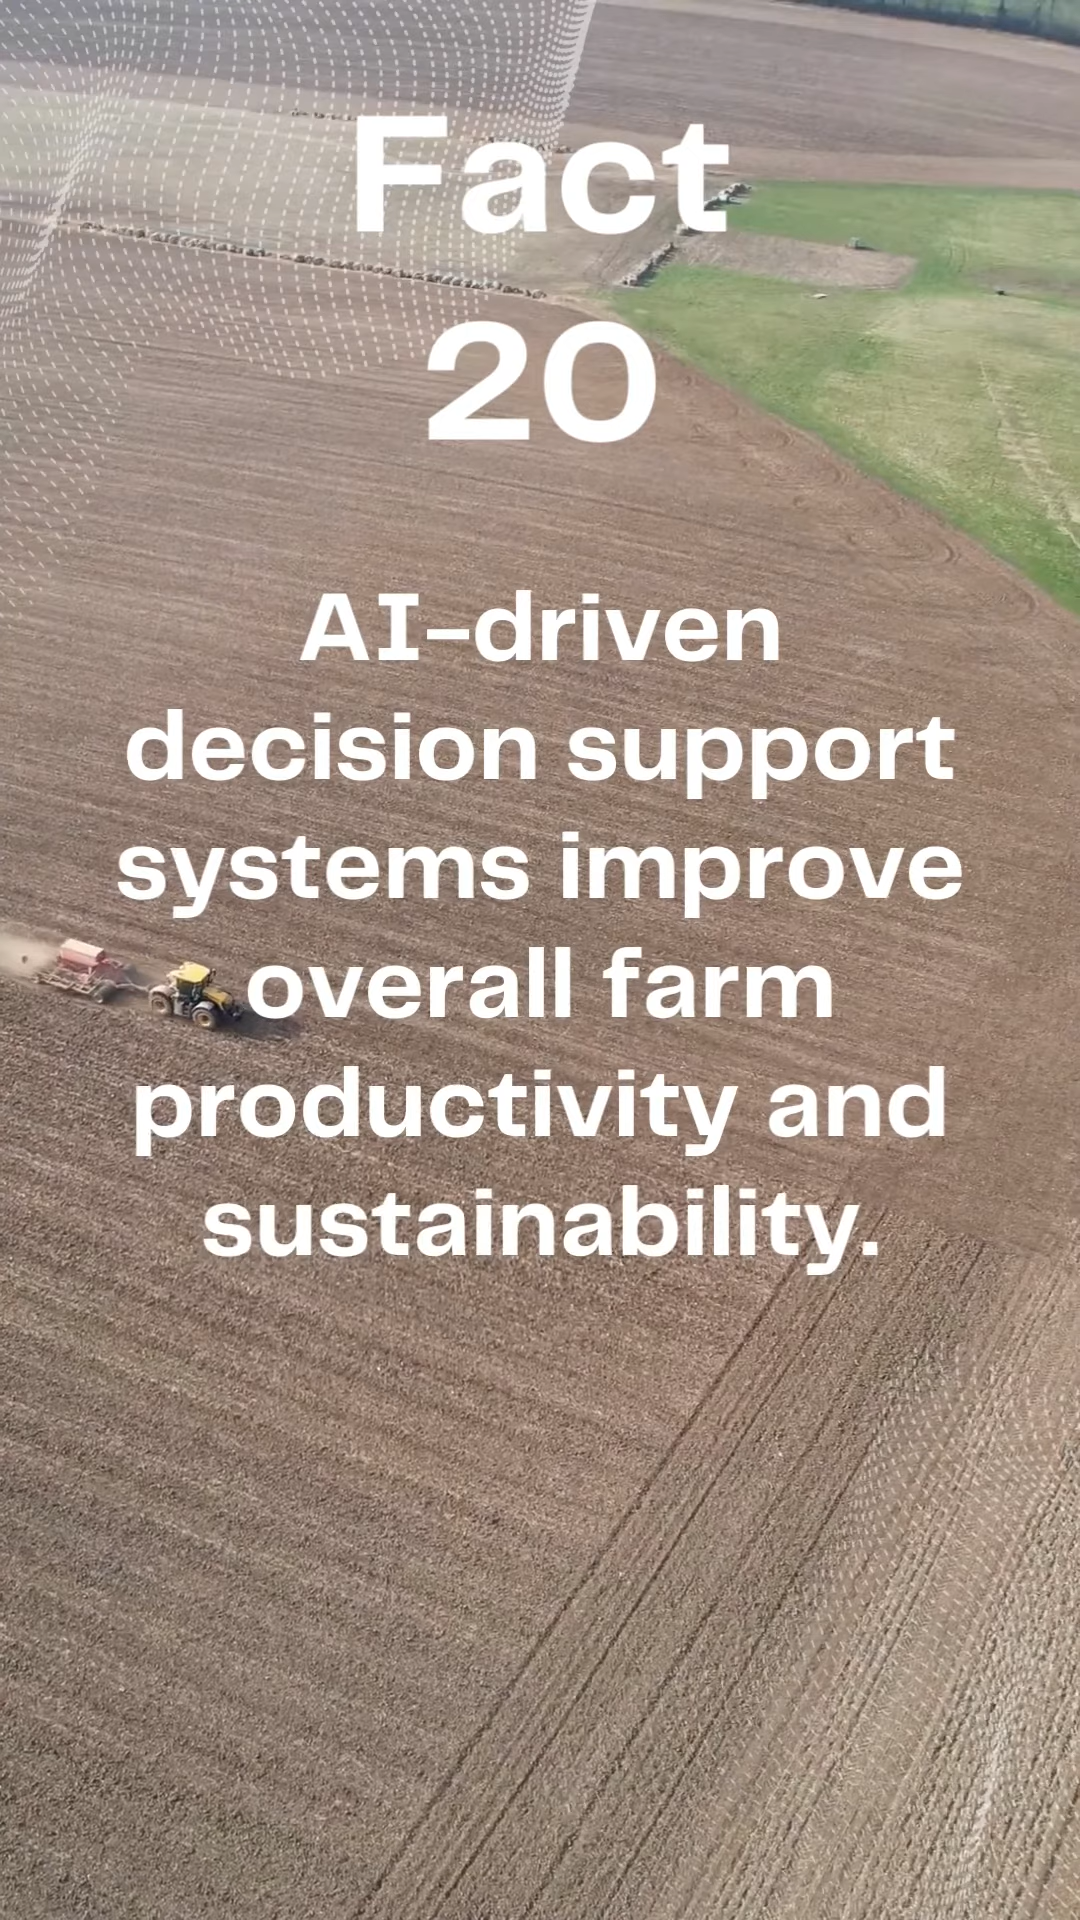 Fact
20
AI-driven
decision support
systems improve
overall farm
productivity and
sustainability.